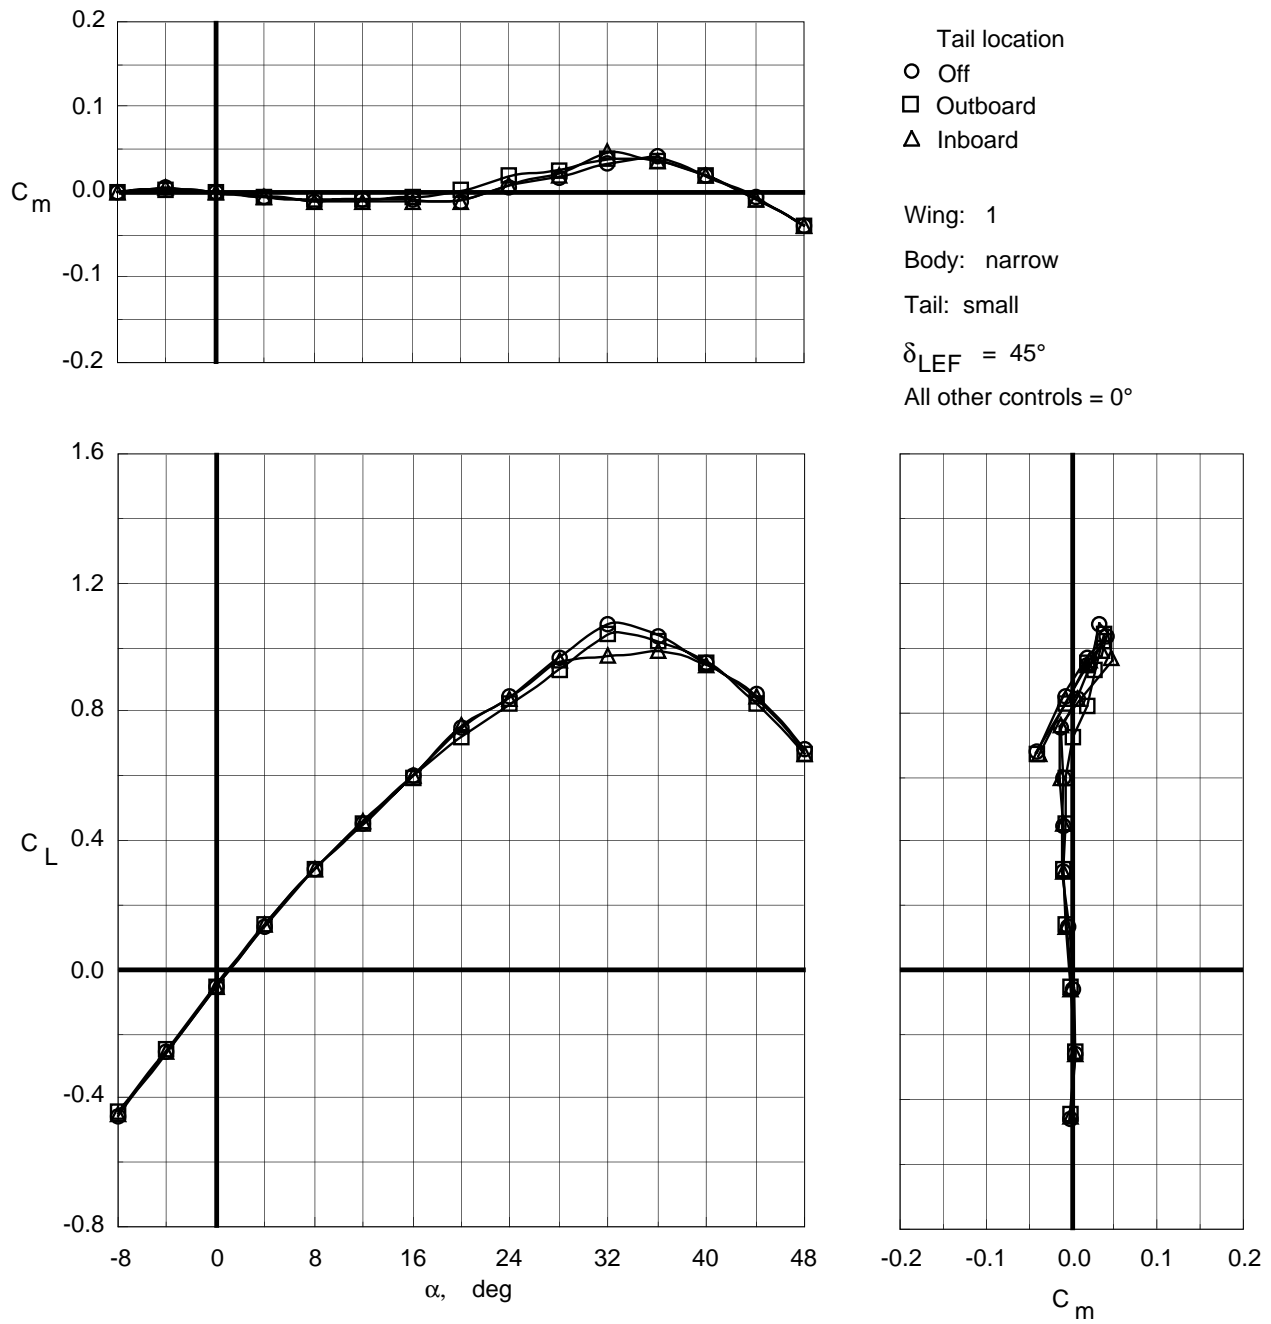 0.2
0.1
0.0
-0.1
-0.2
C m
Tail location
Off
Outboard
Inboard
Wing: 1
Body: narrow
Tail: small
δLEF = 45°
All other controls = 0°
1.6
1.2
0.8
0.4
0.0
-0.4
-0.8
C L
-8 0 8 16 24 32 40 48
α, deg
-0.2 -0.1 0.0 0.1 0.2
C m